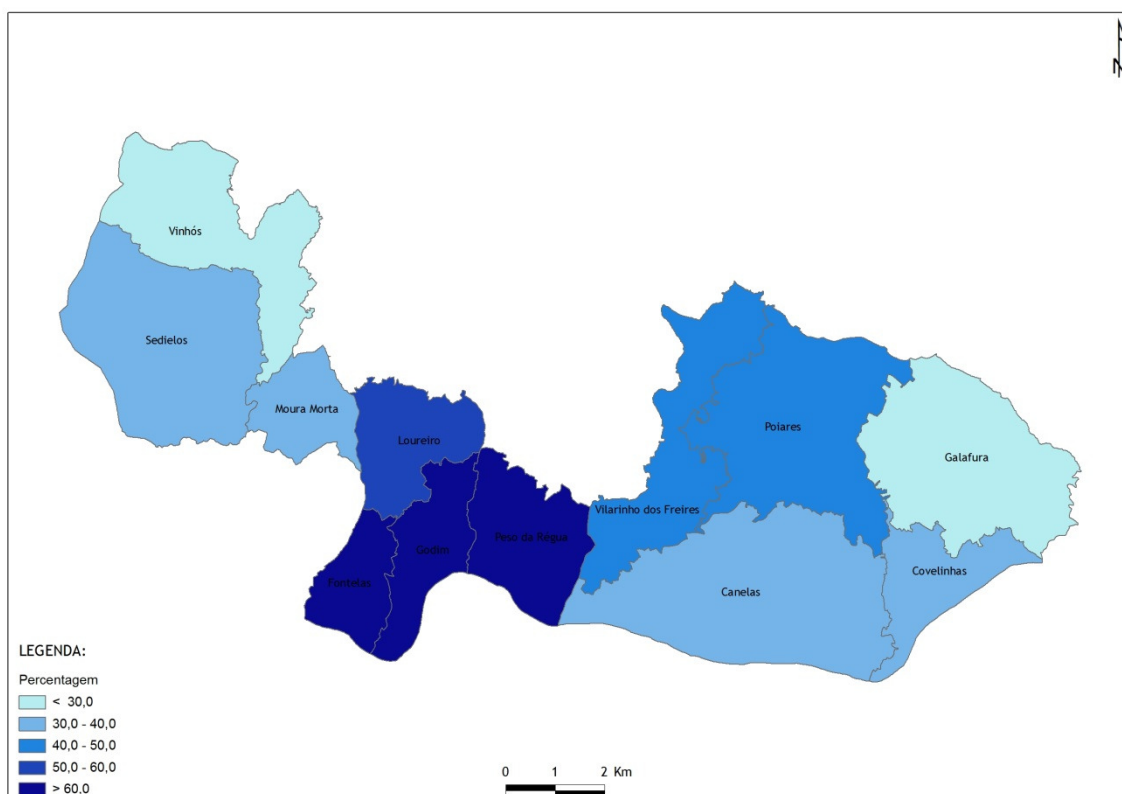 N
Vinhós
Sedielos
Moura Morta
Loureiro
Poiares
Galafura
Vilarinho dos Freires
Peso da Régua
Godim
Fontelas
Covelinhas
Canelas
LEGENDA:
Percentagem
< 30,0
30,0 - 40,0
40,0 - 50,0
50,0 - 60,0
> 60,0
0 1 2 Km